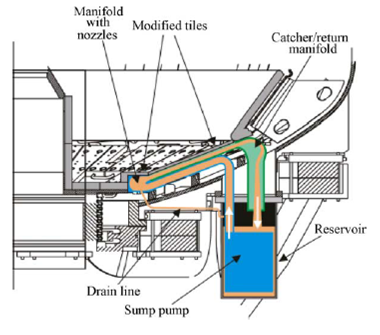 Manifold
with
nozzles
Modified tiles
Catcher/return
manifold
Reservoir
Drain line
Sump pump